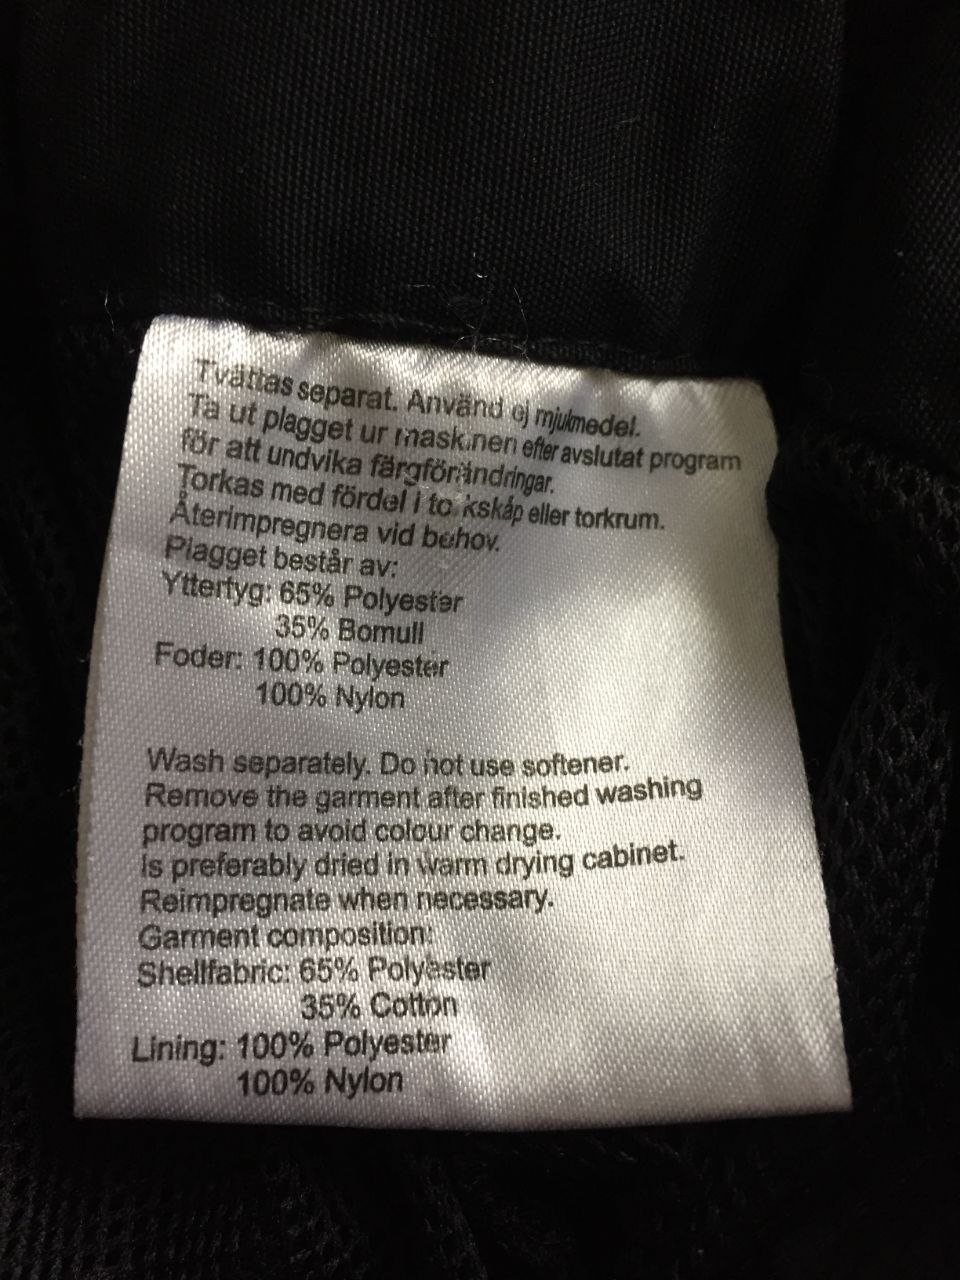 Tvättas separat. Använd ej mjukmedel.
Ta ut plagget ur maskinen efter avslutat program
för att undvika färgförändringar.
Torkas med fördel i torkskåp eller torkrum.
Återimpregnera vid behov.
Plagget består av:
Yttertyg: 65% Polyester
35% Bomull
Foder: 100% Polyester
100% Nylon
Wash separately. Do not use softener.
Remove the garment after finished washing
program to avoid colour change.
Is preferably dried in warm drying cabinet.
Reimpregnate when necessary.
Garment composition:
Shellfabric: 65% Polyester
35% Cotton
Lining: 100% Polyester
100% Nylon